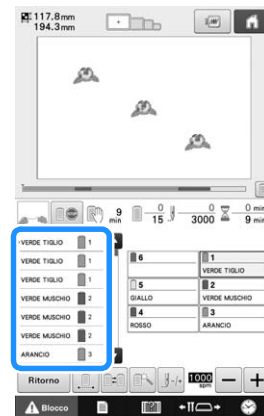 117.8mm
194.3mm
9 min
0
15
0
3000
0 min
9 min
VERDE TIGLIO 1
VERDE TIGLIO 1
VERDE TIGLIO 1
VERDE MUSCHIO 2
VERDE MUSCHIO 2
VERDE MUSCHIO 2
ARANCIO 3
6
1
VERDE TIGLIO
5
GIALLO
2
VERDE MUSCHIO
4
ROSSO
3
ARANCIO
Ritorno
1000 spm
Blocco